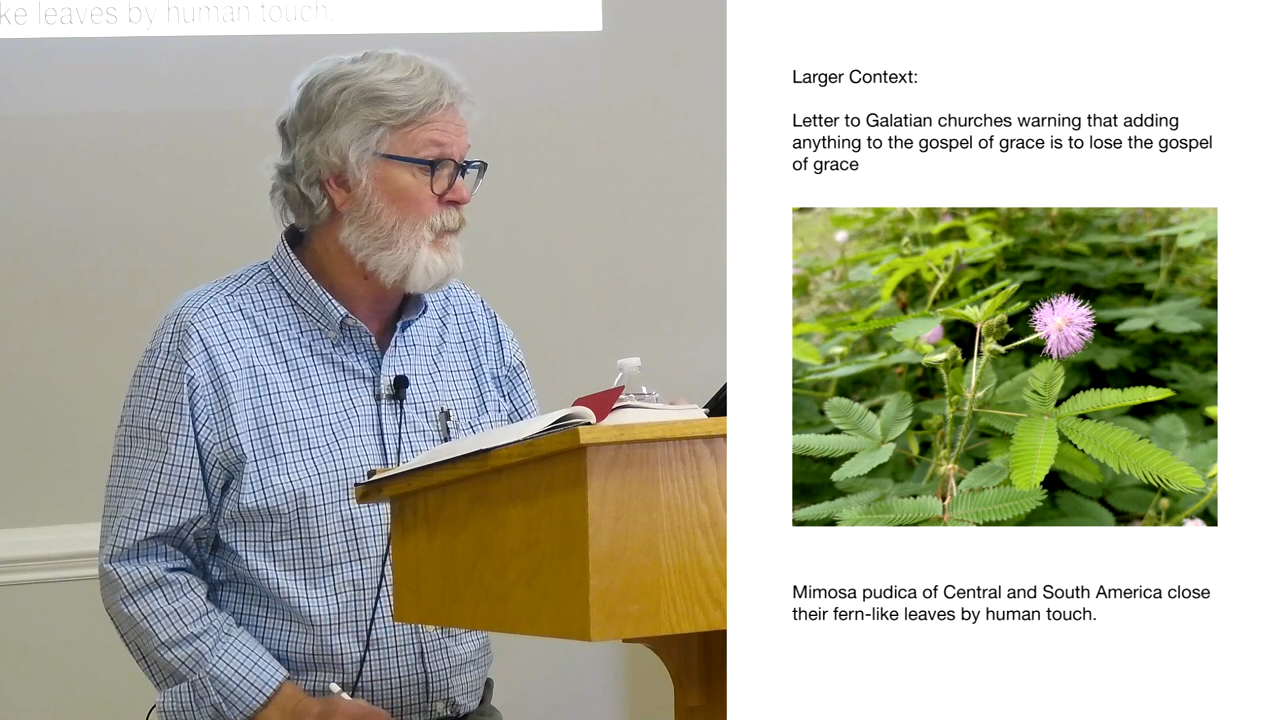 ke leaves by human touch.
Larger Context:
Letter to Galatian churches warning that adding
anything to the gospel of grace is to lose the gospel
of grace
Mimosa pudica of Central and South America close
their fern-like leaves by human touch.